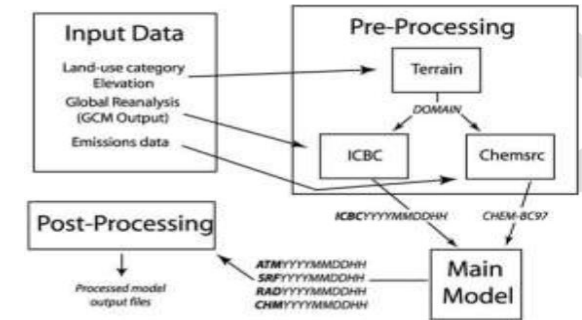 Input Data
Land-use category
Elevation
Global Reanalysis
(GCM Output)
Emissions data
Pre-Processing
Terrain
DOMAIN
ICBC
Chemsrc
ICBCYYYYMMDDHH
CHEM-BC97
Post-Processing
Processed model
output files
ATMYYYYMMDDHH
SRFYYYYMMDDHH
RADYYYYMMDDHH
CHMYYYYMMDDHH
Main
Model